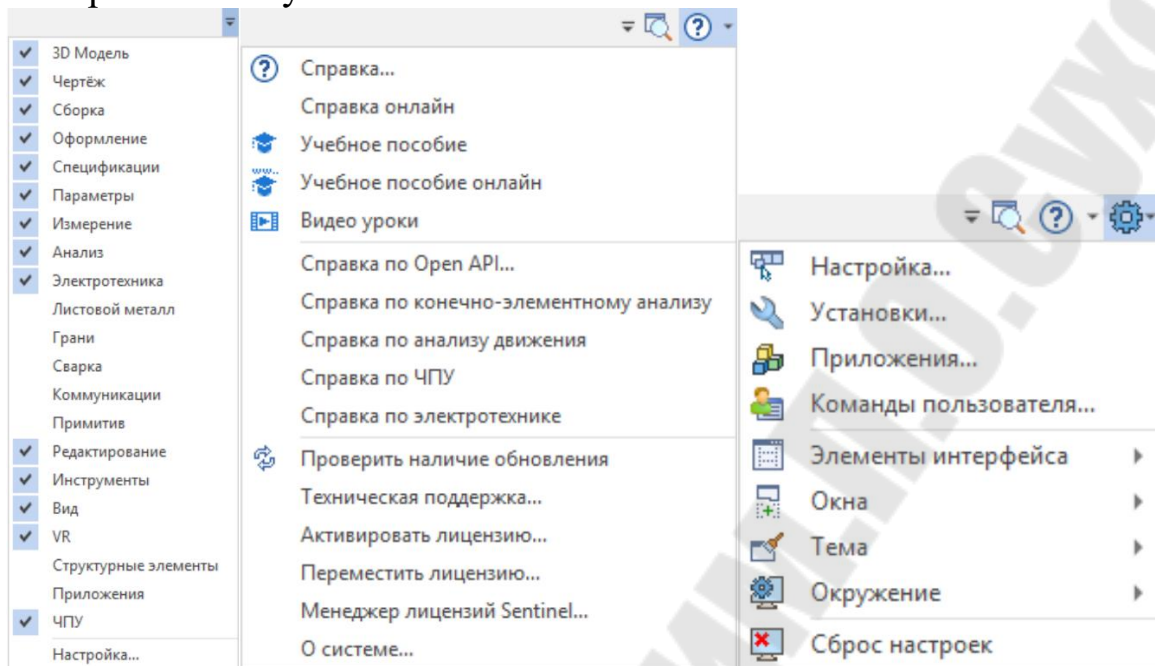 3D Модель
Чертёж
Сборка
Оформление
Спецификации
Параметры
Измерение
Анализ
Электротехника
Листовой металл
Грани
Сварка
Коммуникации
Примитив
Редактирование
Инструменты
Вид
VR
Структурные элементы
Приложения
ЧПУ
Настройка...
Справка...
Справка онлайн
Учебное пособие
Учебное пособие онлайн
Видео уроки
Справка по Open API...
Справка по конечно-элементному анализу
Справка по анализу движения
Справка по ЧПУ
Справка по электротехнике
Проверить наличие обновления
Техническая поддержка...
Активировать лицензию...
Переместить лицензию...
Менеджер лицензий Sentinel...
О системе...
Настройка...
Установки...
Приложения...
Команды пользователя...
Элементы интерфейса
Окна
Тема
Окружение
Сброс настроек